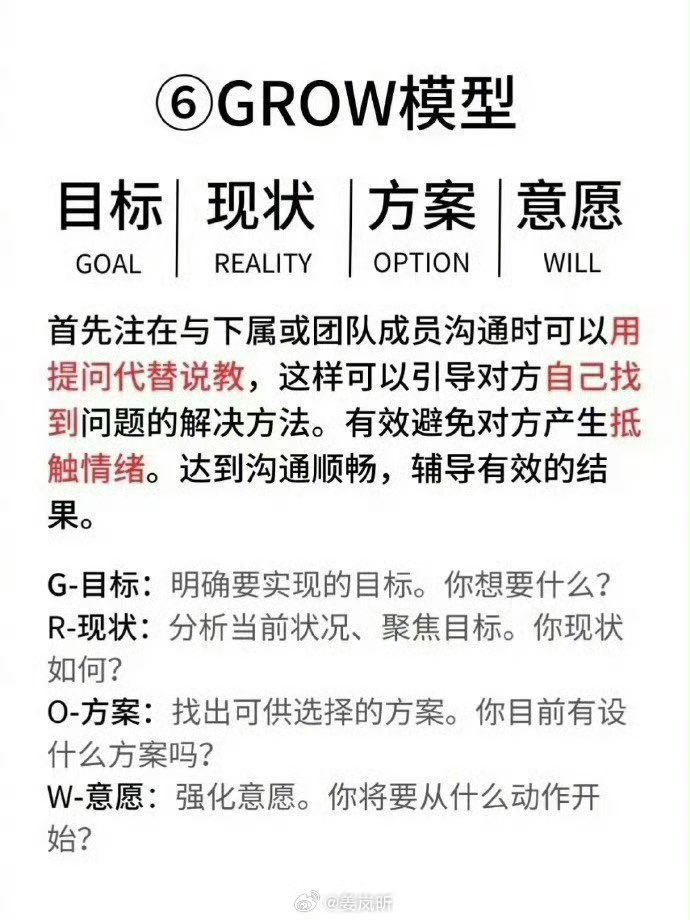 ⑥GROW模型
目标 现状 方案 意愿
GOAL REALITY OPTION WILL
首先注在与下属或团队成员沟通时可以用
提问代替说教，这样可以引导对方自己找
到问题的解决方法。有效避免对方产生抵
触情绪。达到沟通顺畅，辅导有效的结
果。
G-目标：明确要实现的目标。你想要什么？
R-现状：分析当前状况、聚焦目标。你现状
如何？
O-方案：找出可供选择的方案。你目前有设
什么方案吗？
W-意愿：强化意愿。你将要从什么动作开
始？
@姜岚昕